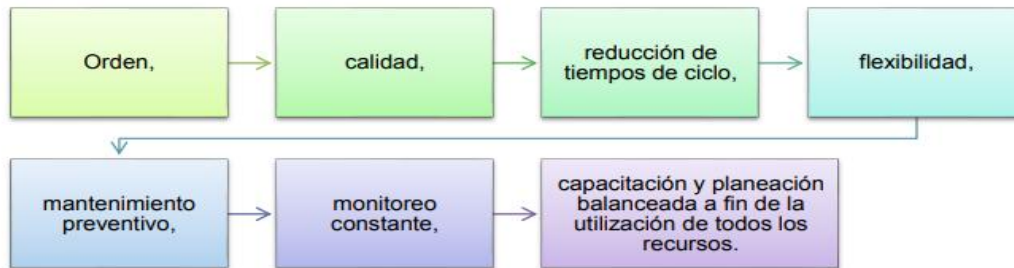 Orden,
calidad,
reducción de
tiempos de ciclo,
flexibilidad,
mantenimiento
preventivo,
monitoreo
constante,
capacitación y planeación
balanceada a fin de la
utilización de todos los
recursos.